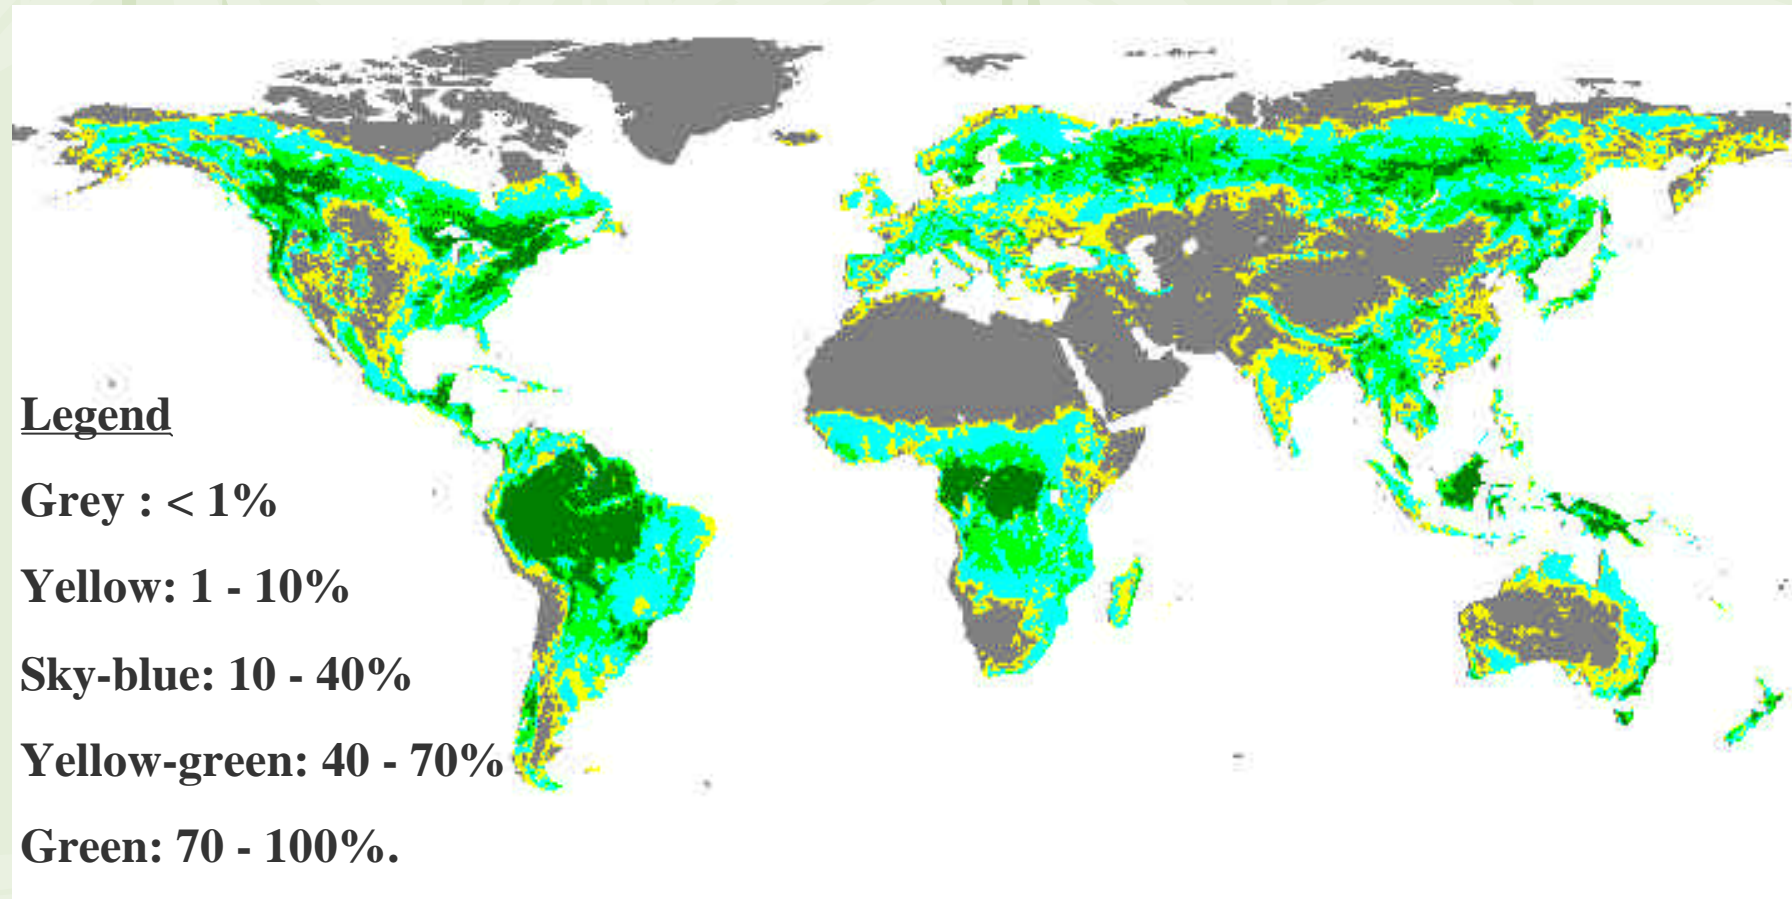 Legend
Grey : < 1%
Yellow: 1 - 10%
Sky-blue: 10 - 40%
Yellow-green: 40 - 70%
Green: 70 - 100%.